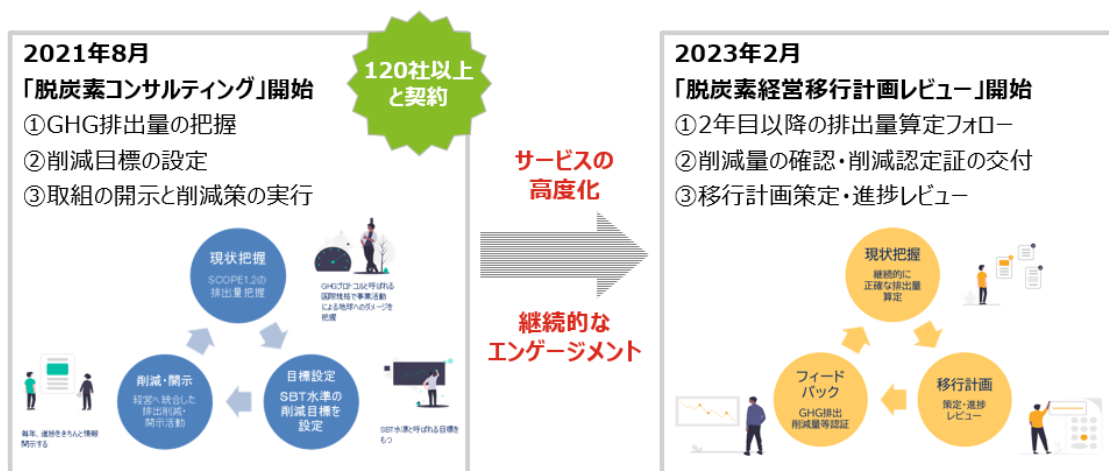 2021年8月
「脱炭素コンサルティング」開始
①GHG排出量の把握
②削減目標の設定
③取組の開示と削減策の実行
120社以上
と契約
現状把握
SCOPE1,2の
排出量把握
GHGプロトコルと呼ばれる
国際規格で事業活動
による地球へのダメージを
把握
削減・開示
経営へ統合した
排出削減・
開示活動
目標設定
SBT水準の
削減目標を
設定
毎年、進捗をきちんと情報
開示する
SBT水準と呼ばれる目標を
もつ
サービスの
高度化
継続的な
エンゲージメント
2023年2月
「脱炭素経営移行計画レビュー」開始
①2年目以降の排出量算定フォロー
②削減量の確認・削減認定証の交付
③移行計画策定・進捗レビュー
現状把握
継続的に
正確な排出量
算定
フィード
バック
GHG排出
削減量等認証
移行計画
策定・進捗
レビュー